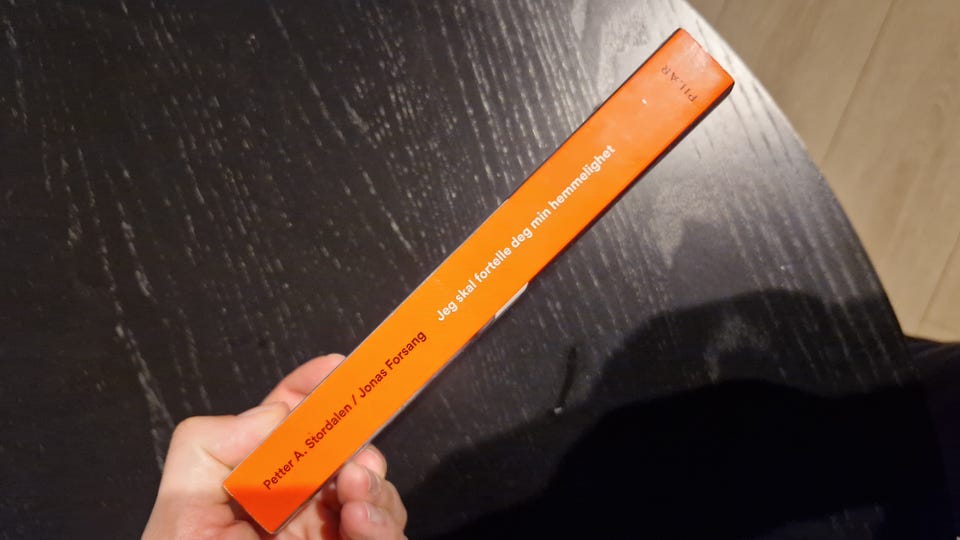 Petter A. Stordalen / Jonas Forsang Jeg skal fortelle deg min hemmelighet
PILAR